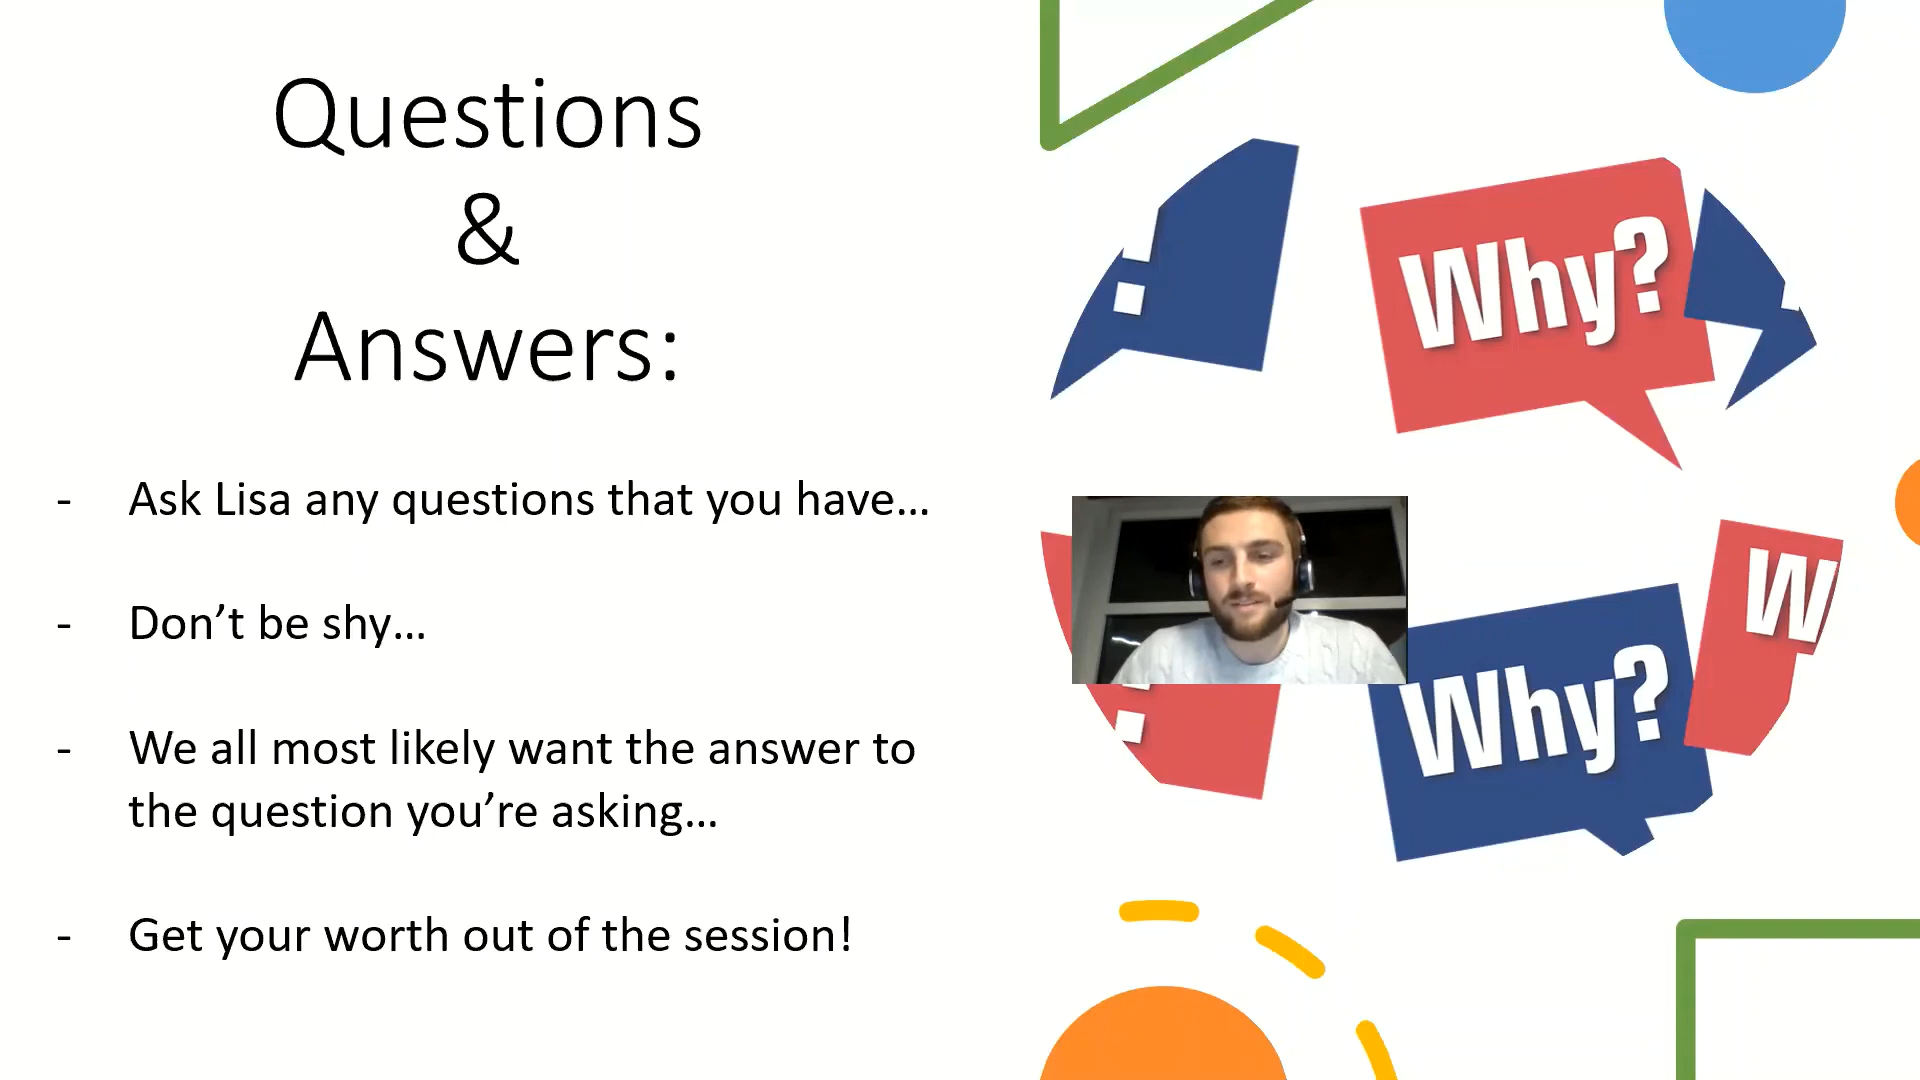 Questions
&
Answers:
- Ask Lisa any questions that you have...
- Don’t be shy...
- We all most likely want the answer to
the question you’re asking...
- Get your worth out of the session!
Why?
W
Why?